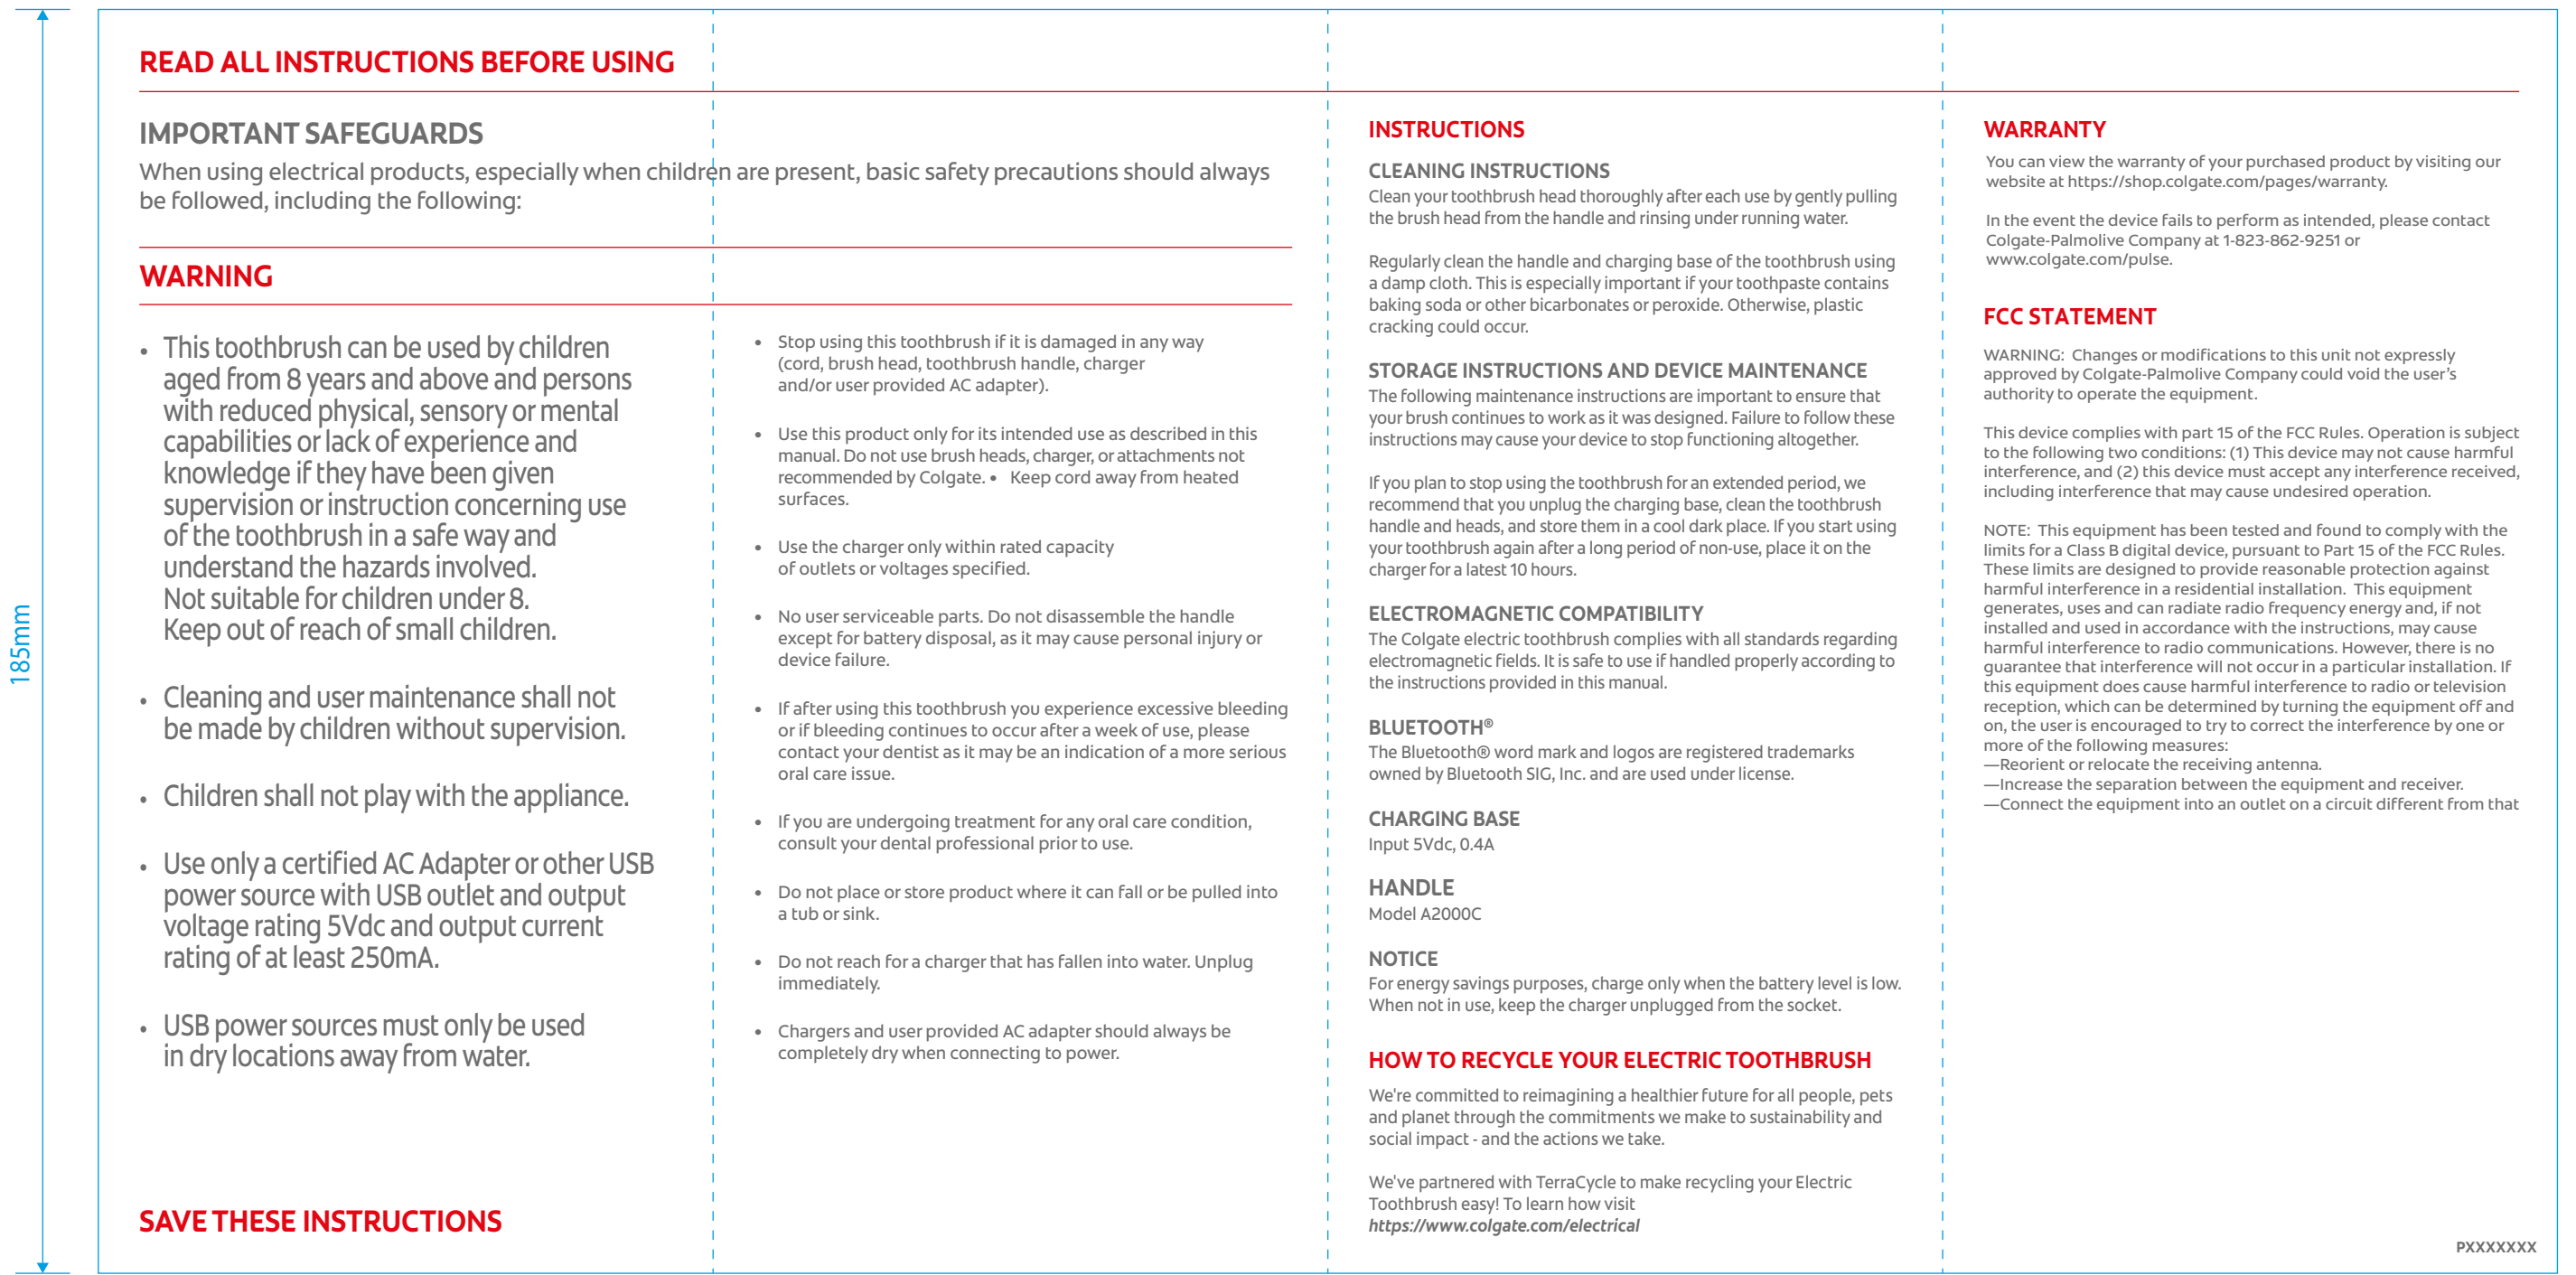 READ ALL INSTRUCTIONS BEFORE USING
IMPORTANT SAFEGUARDS
When using electrical products, especially when children are present, basic safety precautions should always
be followed, including the following:
WARNING
• This toothbrush can be used by children
aged from 8 years and above and persons
with reduced physical, sensory or mental
capabilities or lack of experience and
knowledge if they have been given
supervision or instruction concerning use
of the toothbrush in a safe way and
understand the hazards involved.
Not suitable for children under 8.
Keep out of reach of small children.
• Cleaning and user maintenance shall not
be made by children without supervision.
• Children shall not play with the appliance.
• Use only a certified AC Adapter or other USB
power source with USB outlet and output
voltage rating 5Vdc and output current
rating of at least 250mA.
• USB power sources must only be used
in dry locations away from water.
SAVE THESE INSTRUCTIONS
• Stop using this toothbrush if it is damaged in any way
(cord, brush head, toothbrush handle, charger
and/or user provided AC adapter).
• Use this product only for its intended use as described in this
manual. Do not use brush heads, charger, or attachments not
recommended by Colgate. • Keep cord away from heated
surfaces.
• Use the charger only within rated capacity
of outlets or voltages specified.
• No user serviceable parts. Do not disassemble the handle
except for battery disposal, as it may cause personal injury or
device failure.
• If after using this toothbrush you experience excessive bleeding
or if bleeding continues to occur after a week of use, please
contact your dentist as it may be an indication of a more serious
oral care issue.
• If you are undergoing treatment for any oral care condition,
consult your dental professional prior to use.
• Do not place or store product where it can fall or be pulled into
a tub or sink.
• Do not reach for a charger that has fallen into water. Unplug
immediately.
• Chargers and user provided AC adapter should always be
completely dry when connecting to power.
INSTRUCTIONS
CLEANING INSTRUCTIONS
Clean your toothbrush head thoroughly after each use by gently pulling
the brush head from the handle and rinsing under running water.
Regularly clean the handle and charging base of the toothbrush using
a damp cloth. This is especially important if your toothpaste contains
baking soda or other bicarbonates or peroxide. Otherwise, plastic
cracking could occur.
STORAGE INSTRUCTIONS AND DEVICE MAINTENANCE
The following maintenance instructions are important to ensure that
your brush continues to work as it was designed. Failure to follow these
instructions may cause your device to stop functioning altogether.
If you plan to stop using the toothbrush for an extended period, we
recommend that you unplug the charging base, clean the toothbrush
handle and heads, and store them in a cool dark place. If you start using
your toothbrush again after a long period of non-use, place it on the
charger for a latest 10 hours.
ELECTROMAGNETIC COMPATIBILITY
The Colgate electric toothbrush complies with all standards regarding
electromagnetic fields. It is safe to use if handled properly according to
the instructions provided in this manual.
BLUETOOTH®
The Bluetooth® word mark and logos are registered trademarks
owned by Bluetooth SIG, Inc. and are used under license.
CHARGING BASE
Input 5Vdc, 0.4A
HANDLE
Model A2000C
NOTICE
For energy savings purposes, charge only when the battery level is low.
When not in use, keep the charger unplugged from the socket.
HOW TO RECYCLE YOUR ELECTRIC TOOTHBRUSH
We're committed to reimagining a healthier future for all people, pets
and planet through the commitments we make to sustainability and
social impact - and the actions we take.
We've partnered with TerraCycle to make recycling your Electric
Toothbrush easy! To learn how visit
https://www.colgate.com/electrical
WARRANTY
You can view the warranty of your purchased product by visiting our
website at https://shop.colgate.com/pages/warranty.
In the event the device fails to perform as intended, please contact
Colgate-Palmolive Company at 1-823-862-9251 or
www.colgate.com/pulse.
FCC STATEMENT
WARNING: Changes or modifications to this unit not expressly
approved by Colgate-Palmolive Company could void the user’s
authority to operate the equipment.
This device complies with part 15 of the FCC Rules. Operation is subject
to the following two conditions: (1) This device may not cause harmful
interference, and (2) this device must accept any interference received,
including interference that may cause undesired operation.
NOTE: This equipment has been tested and found to comply with the
limits for a Class B digital device, pursuant to Part 15 of the FCC Rules.
These limits are designed to provide reasonable protection against
harmful interference in a residential installation. This equipment
generates, uses and can radiate radio frequency energy and, if not
installed and used in accordance with the instructions, may cause
harmful interference to radio communications. However, there is no
guarantee that interference will not occur in a particular installation. If
this equipment does cause harmful interference to radio or television
reception, which can be determined by turning the equipment off and
on, the user is encouraged to try to correct the interference by one or
more of the following measures:
—Reorient or relocate the receiving antenna.
—Increase the separation between the equipment and receiver.
—Connect the equipment into an outlet on a circuit different from that
PXXXXXXX
185mm